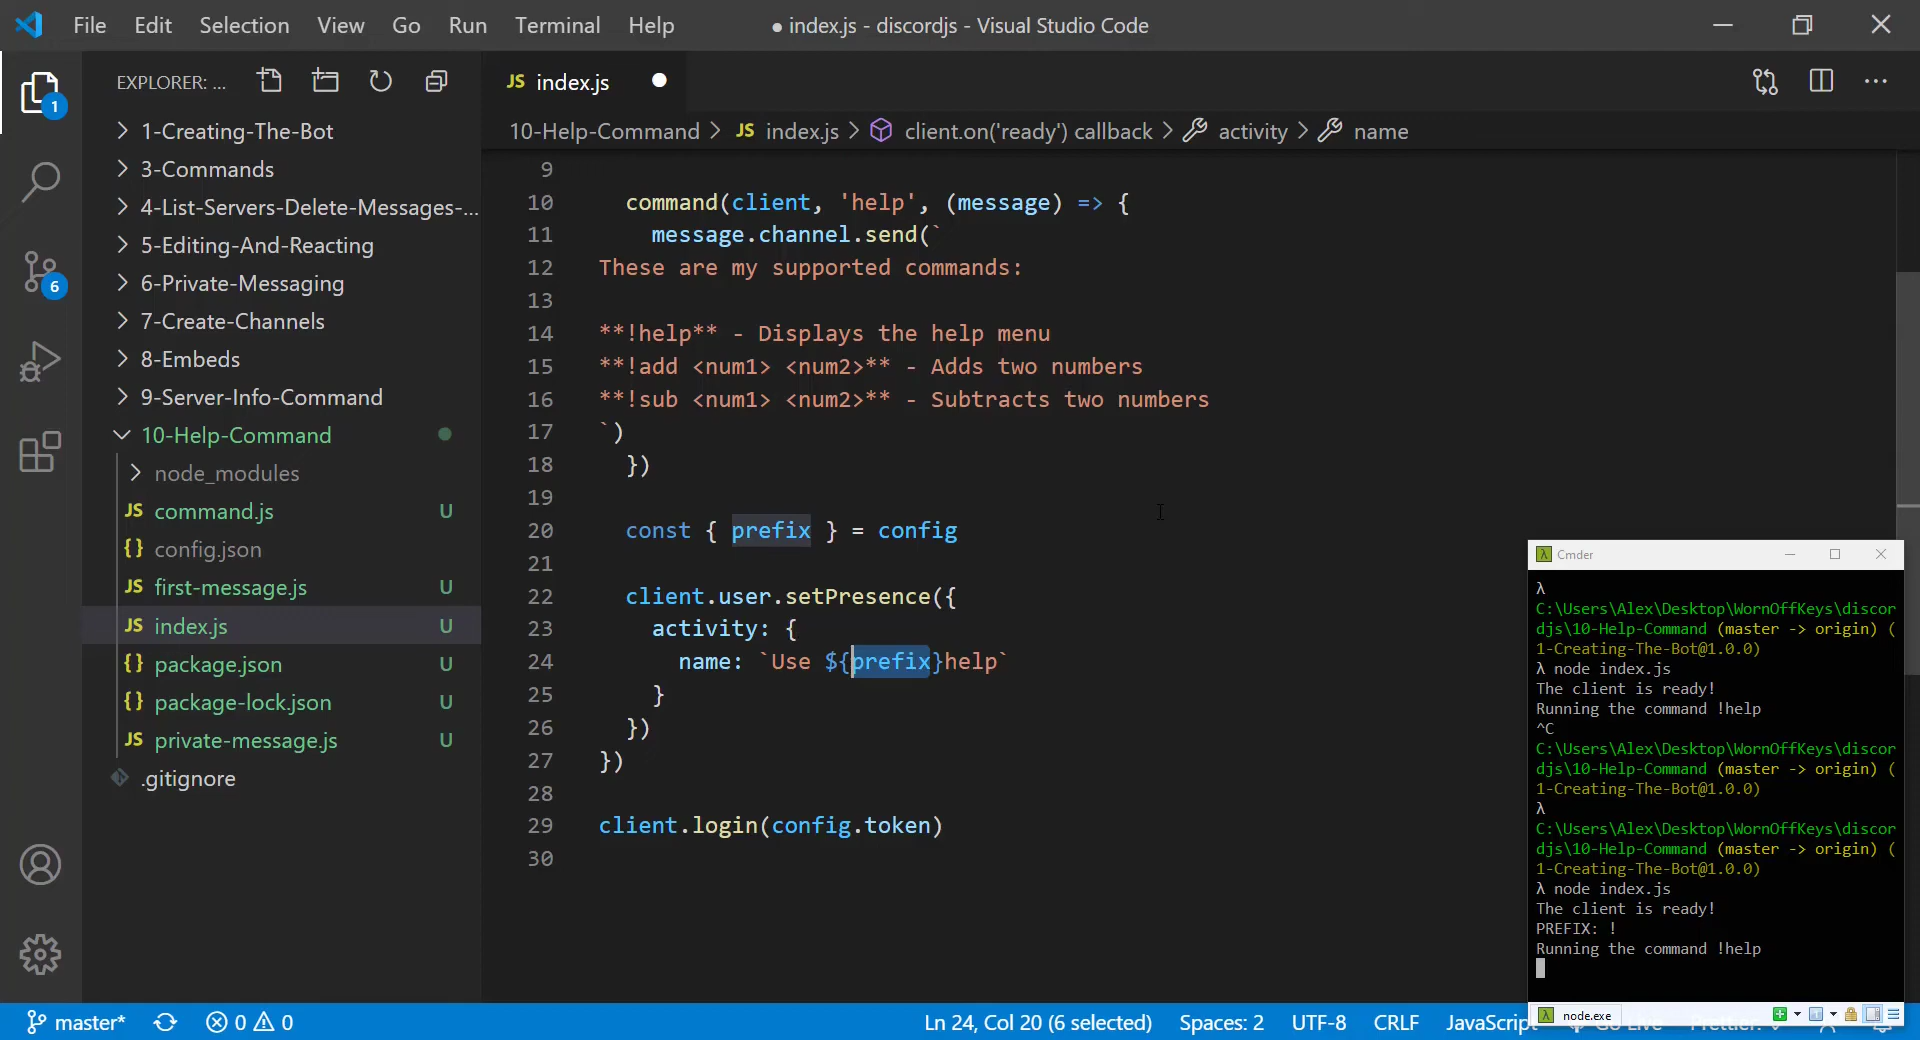 File Edit Selection View Go Run Terminal Help
● index.js - discordjs - Visual Studio Code
EXPLORER: ...
1-Creating-The-Bot
3-Commands
4-List-Servers-Delete-Messages-...
5-Editing-And-Reacting
6-Private-Messaging
7-Create-Channels
8-Embeds
9-Server-Info-Command
10-Help-Command
node_modules
JS command.js U
{} config.json
JS first-message.js U
JS index.js U
{} package.json U
{} package-lock.json U
JS private-message.js U
.gitignore
1
6
JS index.js
10-Help-Command > JS index.js > client.on('ready') callback > activity > name
9
10 command(client, 'help', (message) => {
11 message.channel.send(`
12 These are my supported commands:
13
14 **!help** - Displays the help menu
15 **!add <num1> <num2>** - Adds two numbers
16 **!sub <num1> <num2>** - Subtracts two numbers
17 `)
18 })
19
20 const { prefix } = config
21
22 client.user.setPresence({
23 activity: {
24 name: `Use ${prefix}help`
25 }
26 })
27 })
28
29 client.login(config.token)
30
Cmder
λ
C:\Users\Alex\Desktop\WornOffKeys\discor
djs\10-Help-Command (master -> origin) (
1-Creating-The-Bot@1.0.0)
λ node index.js
The client is ready!
Running the command !help
^C
C:\Users\Alex\Desktop\WornOffKeys\discor
djs\10-Help-Command (master -> origin) (
1-Creating-The-Bot@1.0.0)
λ
C:\Users\Alex\Desktop\WornOffKeys\discor
djs\10-Help-Command (master -> origin) (
1-Creating-The-Bot@1.0.0)
λ node index.js
The client is ready!
PREFIX: !
Running the command !help
node.exe
master* 0 0 Ln 24, Col 20 (6 selected) Spaces: 2 UTF-8 CRLF JavaScript